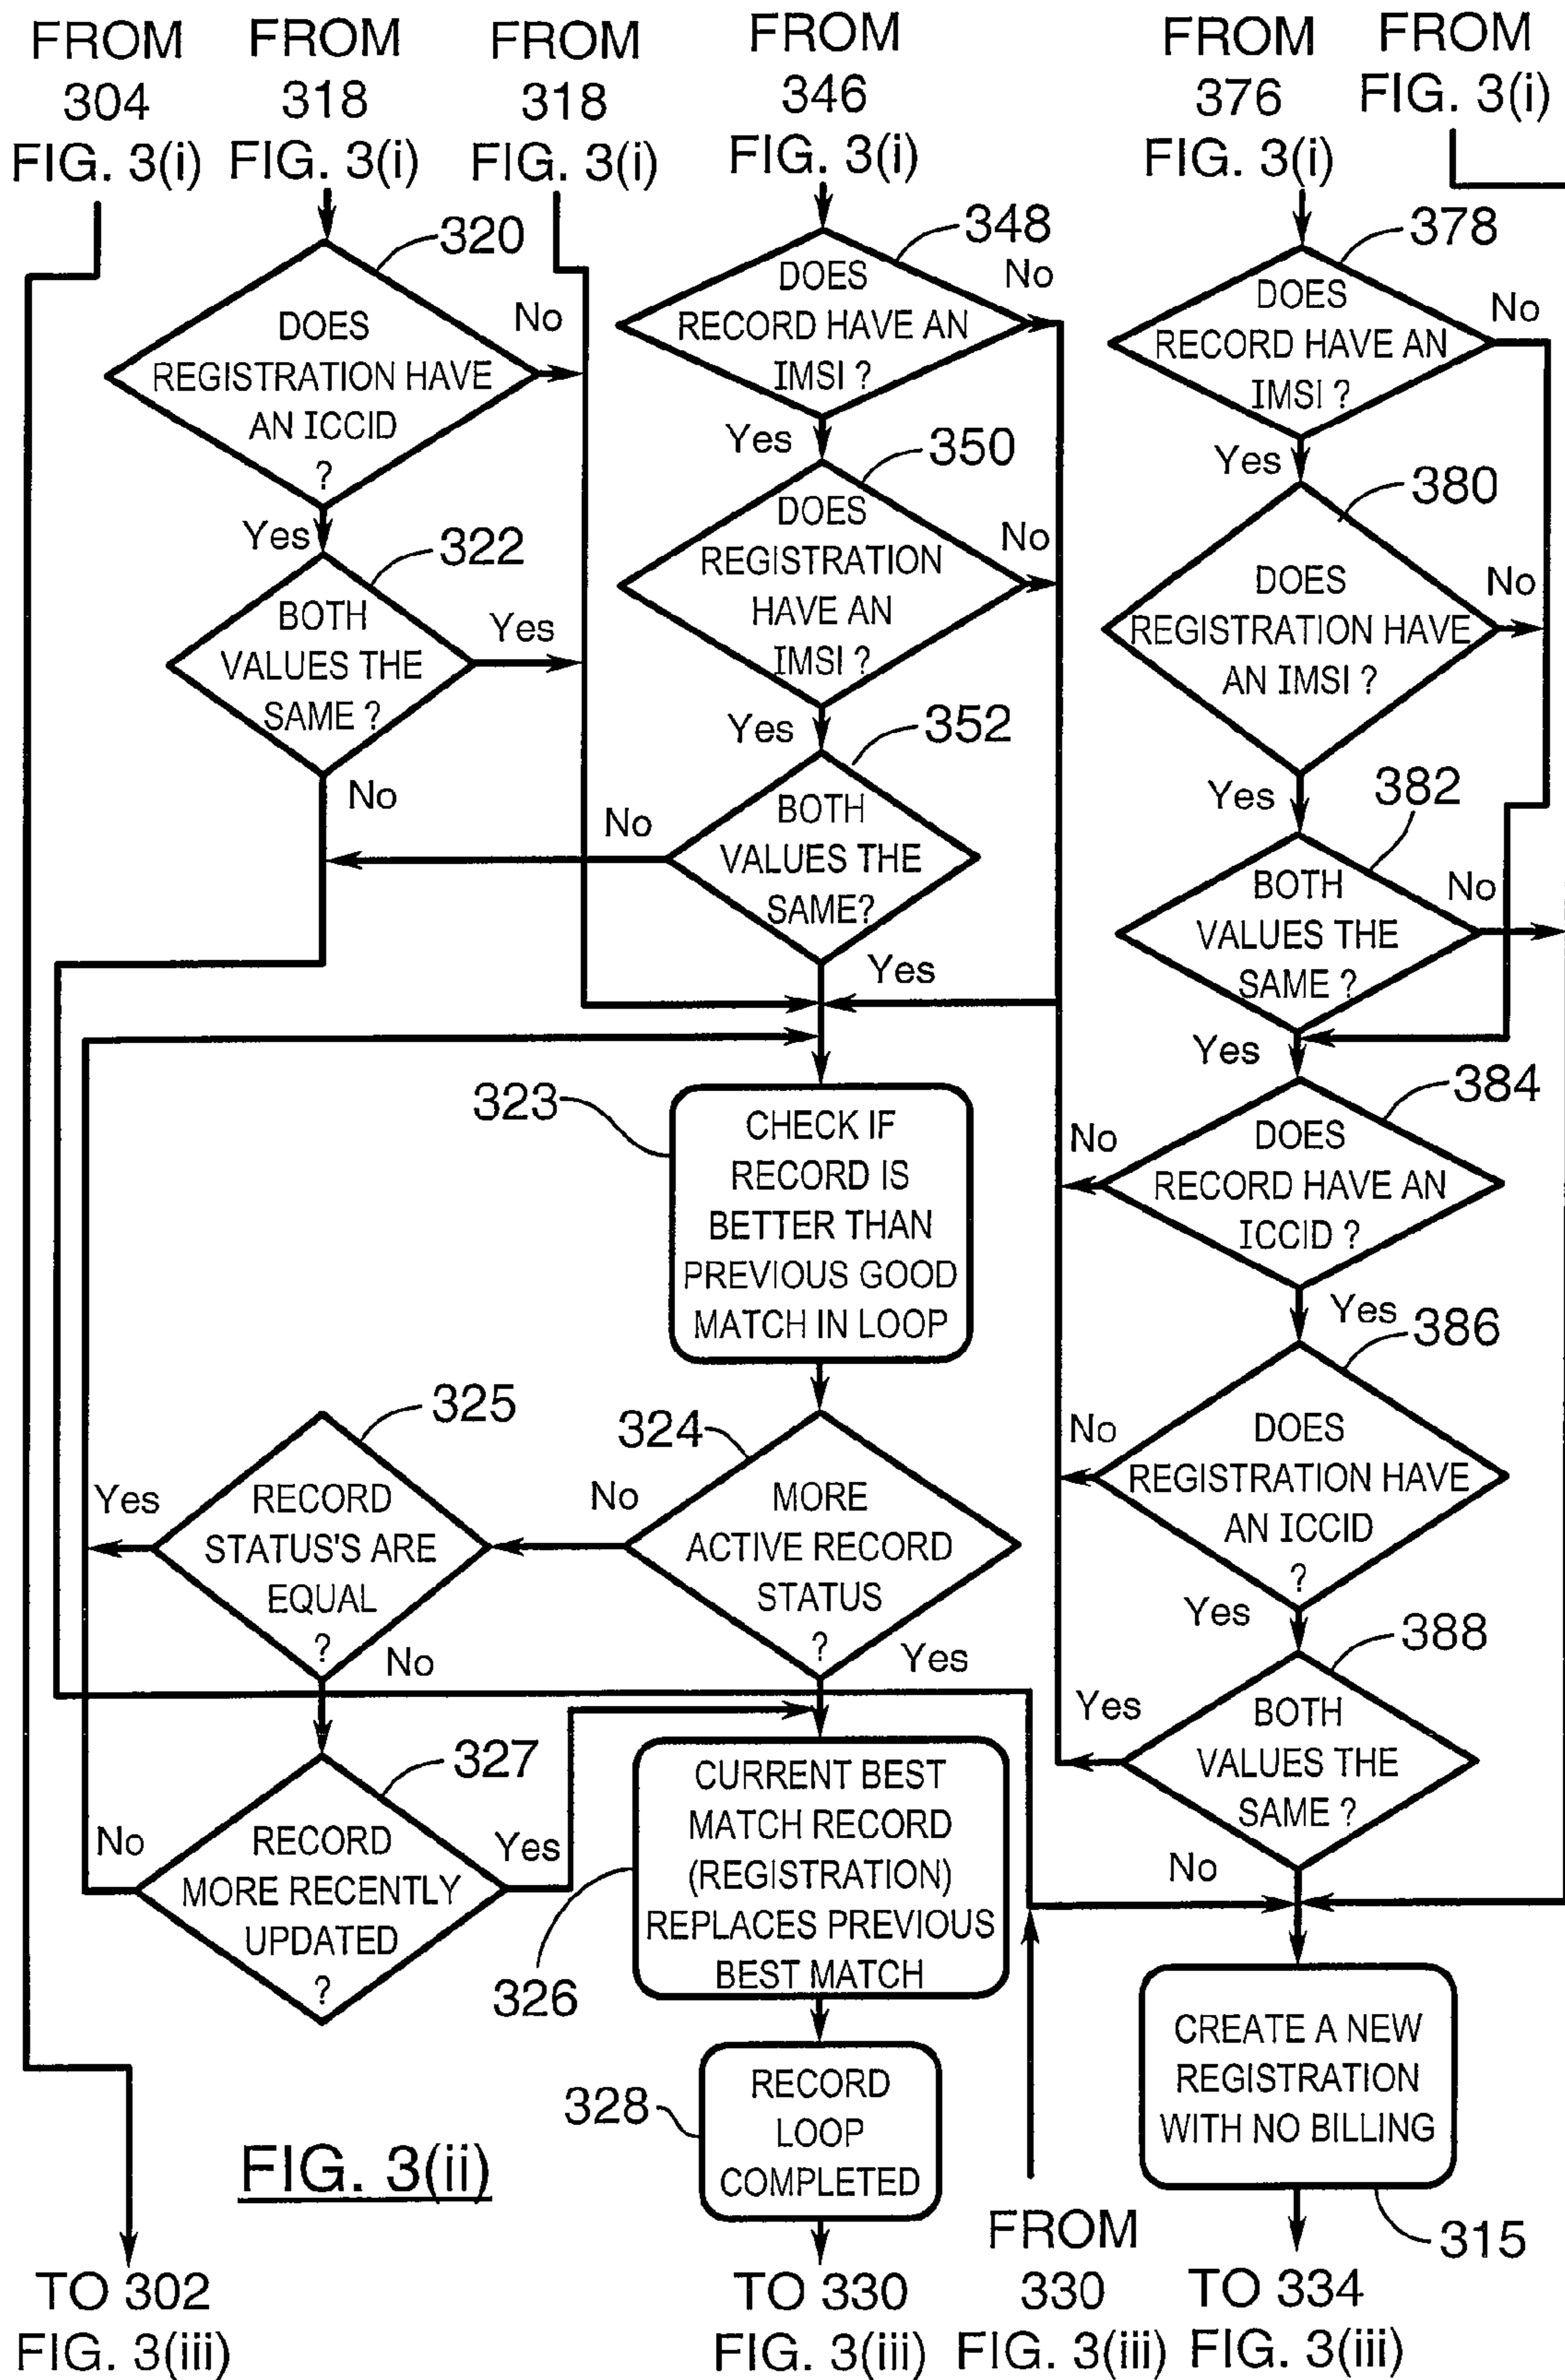 FROM
304
FIG. 3(i)
FROM
318
FIG. 3(i)
FROM
318
FIG. 3(i)
FROM
346
FIG. 3(i)
FROM
376
FIG. 3(i)
FROM
FIG. 3(i)
320
DOES
REGISTRATION HAVE
AN ICCID
?
No
Yes
322
BOTH
VALUES THE
SAME ?
Yes
No
348
DOES
RECORD HAVE AN
IMSI ?
No
Yes
350
DOES
REGISTRATION
HAVE AN
IMSI ?
No
Yes
352
BOTH
VALUES THE
SAME?
No
Yes
378
DOES
RECORD HAVE AN
IMSI ?
No
Yes
380
DOES
REGISTRATION HAVE
AN IMSI ?
No
Yes
382
BOTH
VALUES THE
SAME ?
No
Yes
323
CHECK IF
RECORD IS
BETTER THAN
PREVIOUS GOOD
MATCH IN LOOP
384
DOES
RECORD HAVE AN
ICCID ?
No
Yes
386
DOES
REGISTRATION HAVE
AN ICCID
?
No
Yes
325
RECORD
STATUS'S ARE
EQUAL
?
Yes
No
324
MORE
ACTIVE RECORD
STATUS
?
No
Yes
388
BOTH
VALUES THE
SAME ?
Yes
No
327
RECORD
MORE RECENTLY
UPDATED
?
No
Yes
326
CURRENT BEST
MATCH RECORD
(REGISTRATION)
REPLACES PREVIOUS
BEST MATCH
328
RECORD
LOOP
COMPLETED
CREATE A NEW
REGISTRATION
WITH NO BILLING
315
FIG. 3(ii)
TO 302
FIG. 3(iii)
TO 330
FIG. 3(iii)
FROM
330
FIG. 3(iii)
TO 334
FIG. 3(iii)